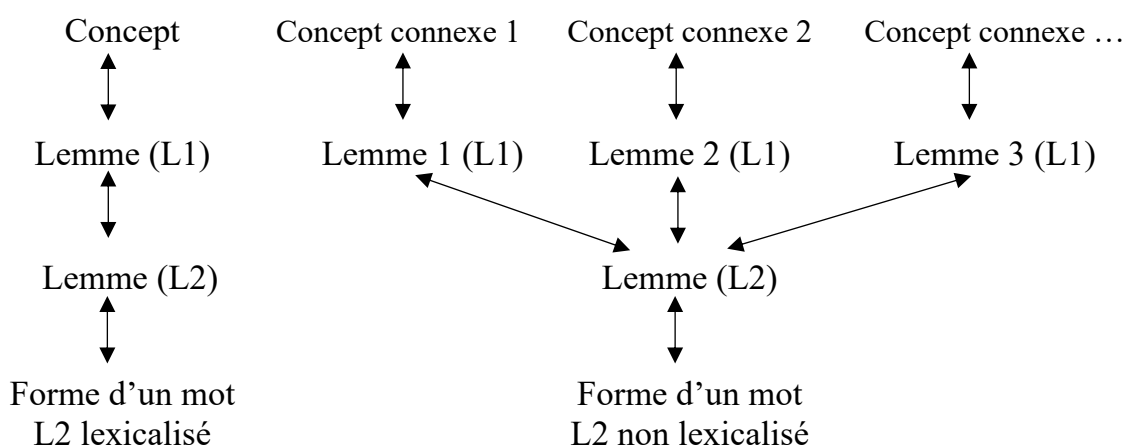 Concept Concept connexe 1 Concept connexe 2 Concept connexe …
Lemme (L1) Lemme 1 (L1) Lemme 2 (L1) Lemme 3 (L1)
Lemme (L2) Lemme (L2)
Forme d’un mot Forme d’un mot
L2 lexicalisé L2 non lexicalisé